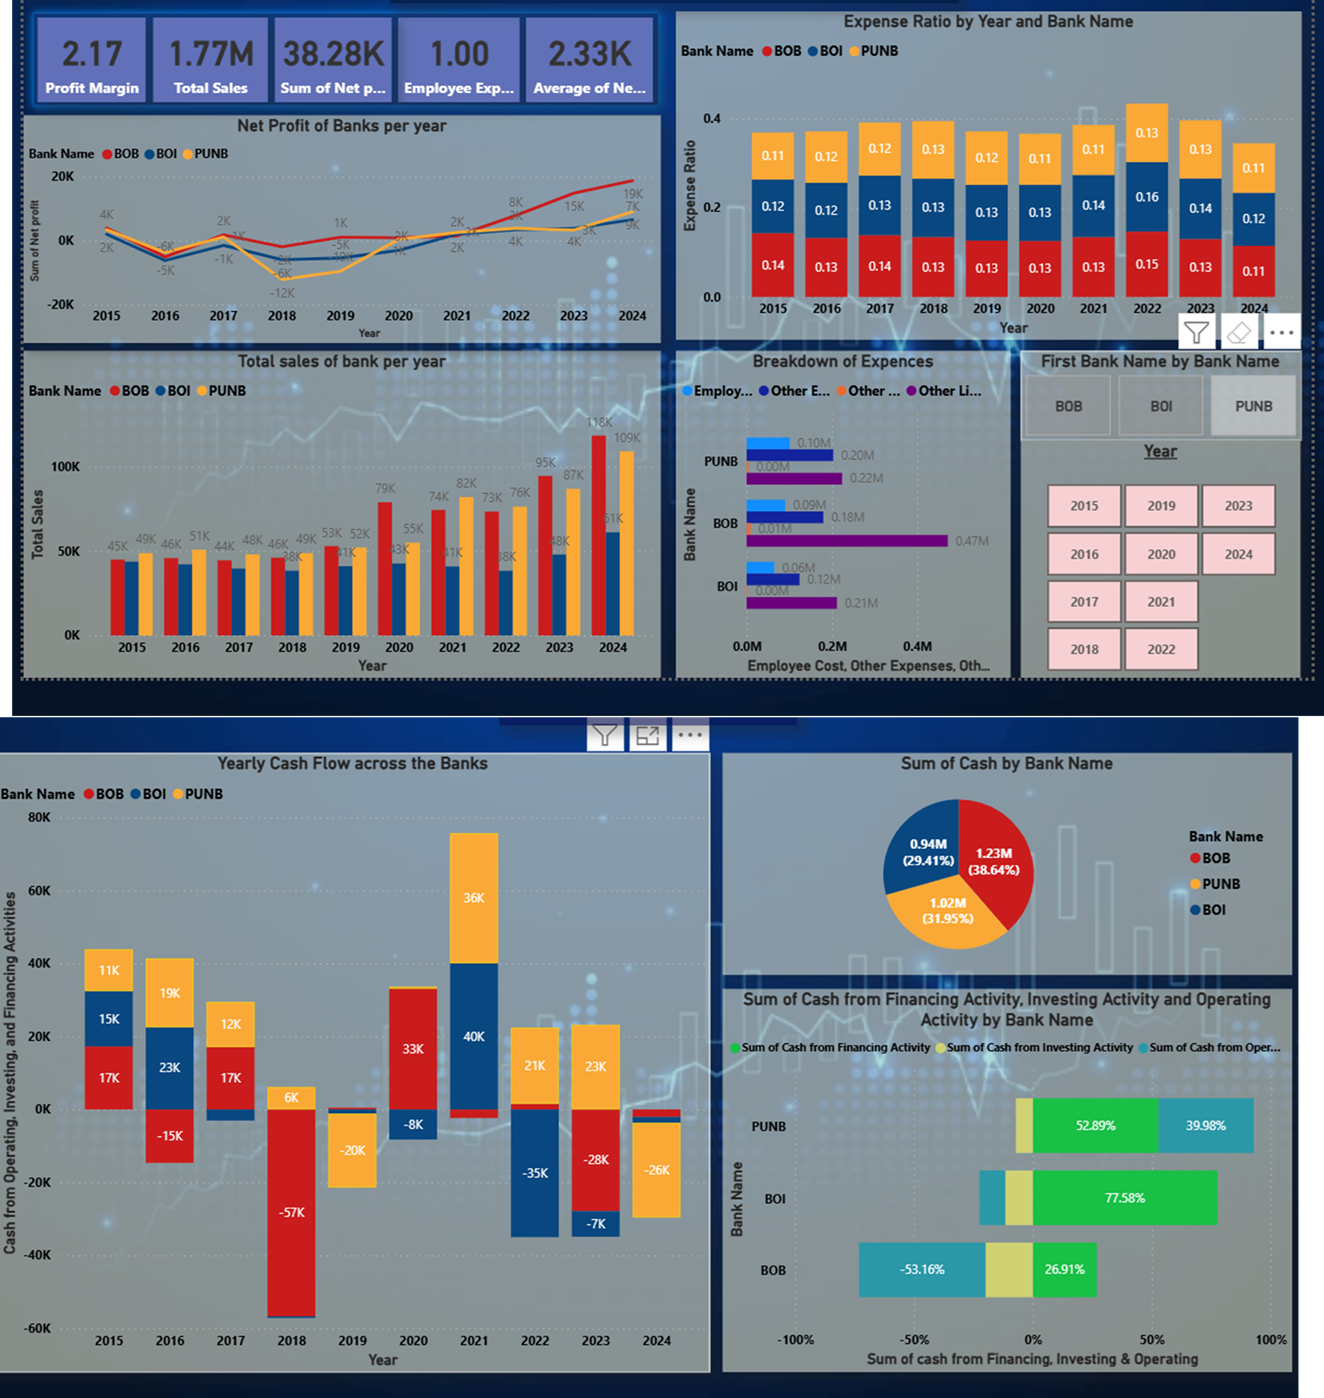 2.17
Profit Margin
1.77M
Total Sales
38.28K
Sum of Net p...
1.00
Employee Exp...
2.33K
Average of Ne...
Net Profit of Banks per year
Bank Name BOB BOI PUNB
Sum of Net profit
20K
0K
-20K
4K
2K
-6K
-5K
2K
-1K
-6K
-12K
1K
-5K
2K
2K
8K
4K
15K
4K
3K
19K
7K
9K
2015 2016 2017 2018 2019 2020 2021 2022 2023 2024
Year
Expense Ratio by Year and Bank Name
Bank Name BOB BOI PUNB
Expense Ratio
0.4
0.2
0.0
0.11 0.12 0.12 0.13 0.12 0.11 0.11 0.13 0.13 0.11
0.12 0.12 0.13 0.13 0.13 0.13 0.14 0.16 0.14 0.12
0.14 0.13 0.14 0.13 0.13 0.13 0.13 0.15 0.13 0.11
2015 2016 2017 2018 2019 2020 2021 2022 2023 2024
Year
Total sales of bank per year
Bank Name BOB BOI PUNB
Total Sales
100K
50K
0K
45K 49K 46K 51K 44K 48K 46K 38K 49K 53K 41K 52K 79K 43K 55K 74K 41K 82K 73K 38K 76K 95K 48K 87K 118K 61K 109K
2015 2016 2017 2018 2019 2020 2021 2022 2023 2024
Year
Breakdown of Expences
Employ... Other E... Other ... Other Li...
Bank Name
PUNB
0.10M
0.20M
0.00M
0.22M
BOB
0.09M
0.18M
0.01M
0.47M
BOI
0.06M
0.12M
0.00M
0.21M
0.0M 0.2M 0.4M
Employee Cost, Other Expenses, Oth...
First Bank Name by Bank Name
BOB BOI PUNB
Year
2015 2019 2023
2016 2020 2024
2017 2021
2018 2022
Yearly Cash Flow across the Banks
Bank Name BOB BOI PUNB
Cash from Operating, Investing, and Financing Activities
80K
60K
40K
20K
0K
-20K
-40K
-60K
11K
15K
17K
19K
23K
-15K
12K
17K
6K
-57K
-20K
33K
-8K
36K
40K
21K
-35K
23K
-28K
-7K
-26K
2015 2016 2017 2018 2019 2020 2021 2022 2023 2024
Year
Sum of Cash by Bank Name
0.94M
(29.41%)
1.23M
(38.64%)
1.02M
(31.95%)
Bank Name
BOB
PUNB
BOI
Sum of Cash from Financing Activity, Investing Activity and Operating
Activity by Bank Name
Sum of Cash from Financing Activity Sum of Cash from Investing Activity Sum of Cash from Oper...
Bank Name
PUNB 52.89% 39.98%
BOI 77.58%
BOB -53.16% 26.91%
-100% -50% 0% 50% 100%
Sum of cash from Financing, Investing & Operating